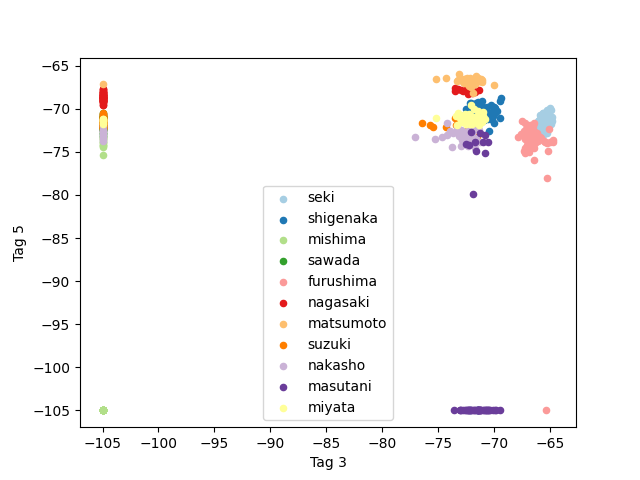 −65
−70
−75
−80
−85
−90
−95
−100
−105
Tag 5
seki
shigenaka
mishima
sawada
furushima
nagasaki
matsumoto
suzuki
nakasho
masutani
miyata
−105 −100 −95 −90 −85 −80 −75 −70 −65
Tag 3